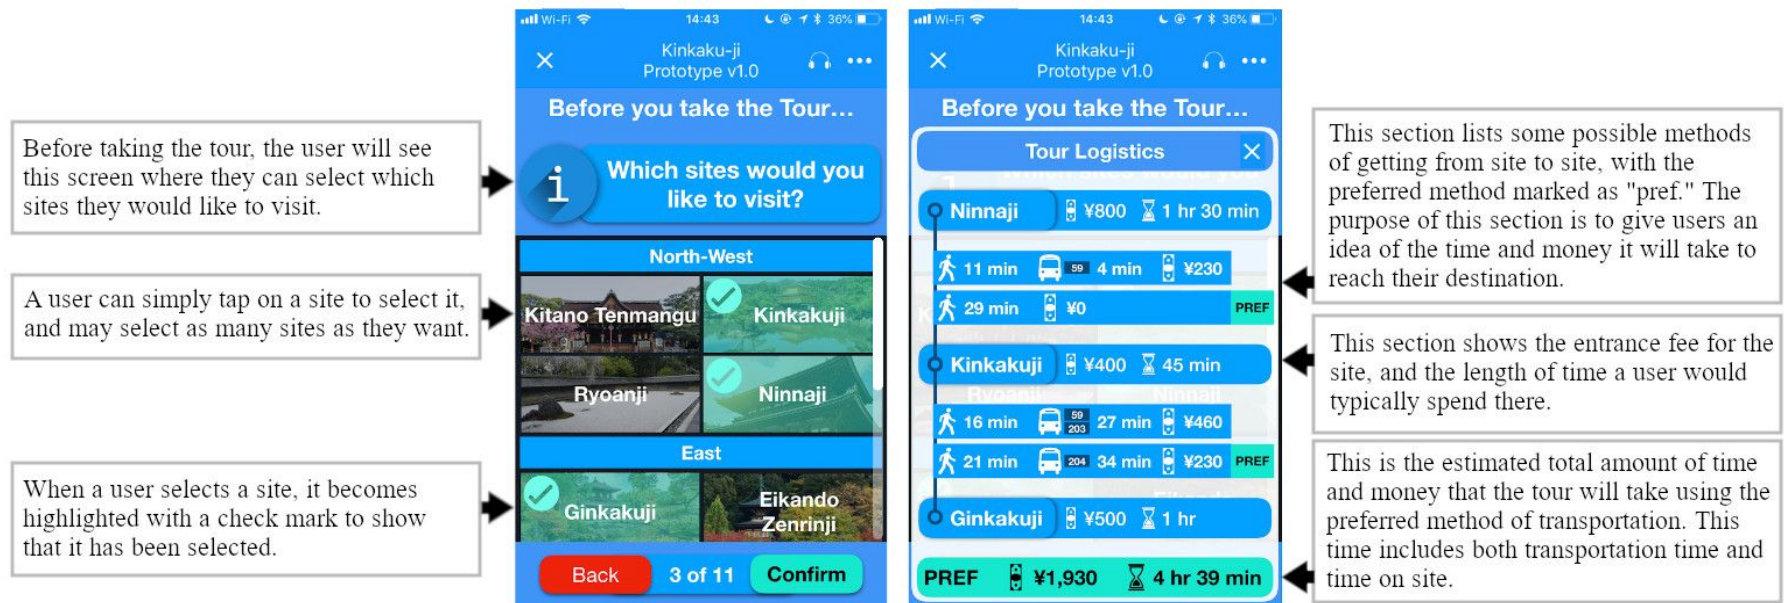 Before taking the tour, the user will see
this screen where they can select which
sites they would like to visit.
A user can simply tap on a site to select it,
and may select as many sites as they want.
When a user selects a site, it becomes
highlighted with a check mark to show
that it has been selected.
Wi-Fi 14:43 36%
Kinkaku-ji
Prototype v1.0
Before you take the Tour...
i
Which sites would you
like to visit?
North-West
Kitano Tenmangu
Kinkakuji
Ryoanji
Ninnaji
East
Ginkakuji
Eikando
Zenrinji
Back 3 of 11 Confirm
Wi-Fi 14:43 36%
Kinkaku-ji
Prototype v1.0
Before you take the Tour...
Tour Logistics
Ninnaji ¥800 1 hr 30 min
11 min 59 4 min ¥230
29 min ¥0 PREF
Kinkakuji ¥400 45 min
16 min 59 203 27 min ¥460
21 min 204 34 min ¥230 PREF
Ginkakuji ¥500 1 hr
PREF ¥1,930 4 hr 39 min
This section lists some possible methods
of getting from site to site, with the
preferred method marked as "pref." The
purpose of this section is to give users an
idea of the time and money it will take to
reach their destination.
This section shows the entrance fee for the
site, and the length of time a user would
typically spend there.
This is the estimated total amount of time
and money that the tour will take using the
preferred method of transportation. This
time includes both transportation time and
time on site.